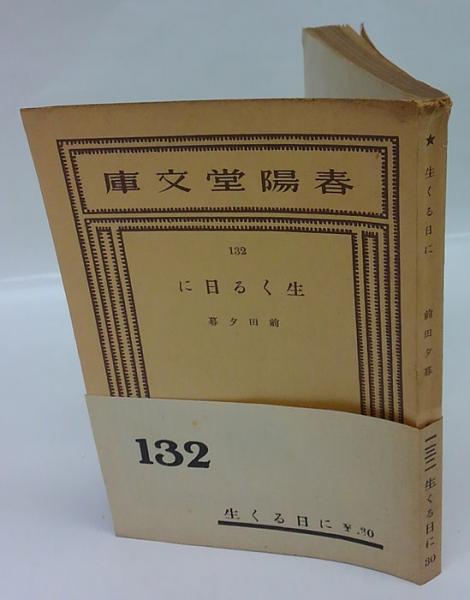 春陽堂文庫
132
生くる日に
前田夕暮
132
生くる日に ¥.30
★ 生くる日に 前田夕暮
一三二 生くる日に 30